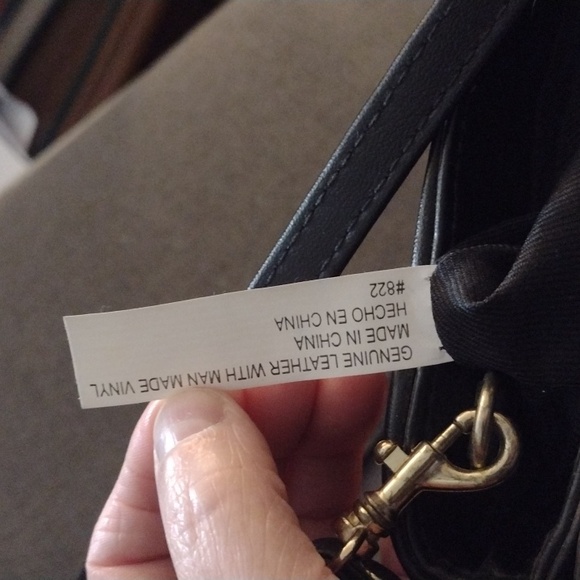 GENUINE LEATHER WITH MAN MADE VINYL
MADE IN CHINA
HECHO EN CHINA
#822